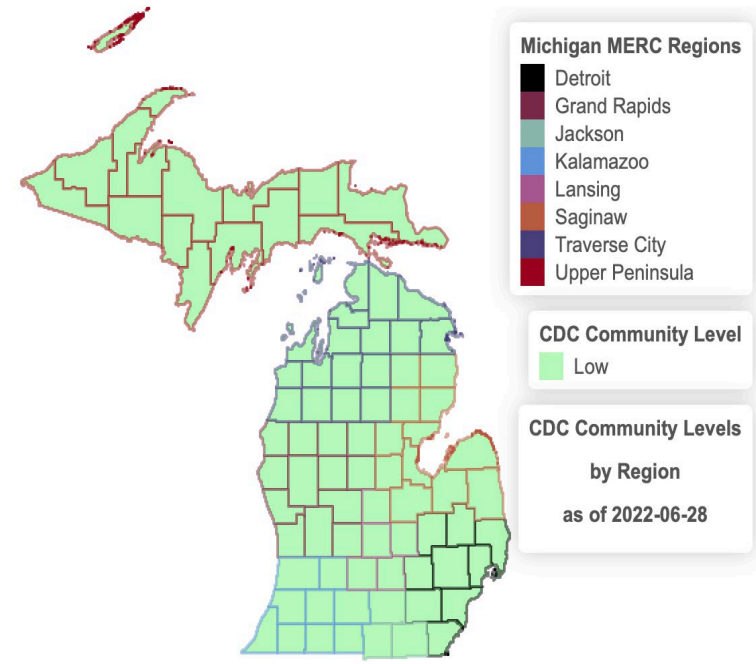 Michigan MERC Regions
Detroit
Grand Rapids
Jackson
Kalamazoo
Lansing
Saginaw
Traverse City
Upper Peninsula
CDC Community Level
Low
CDC Community Levels
by Region
as of 2022-06-28